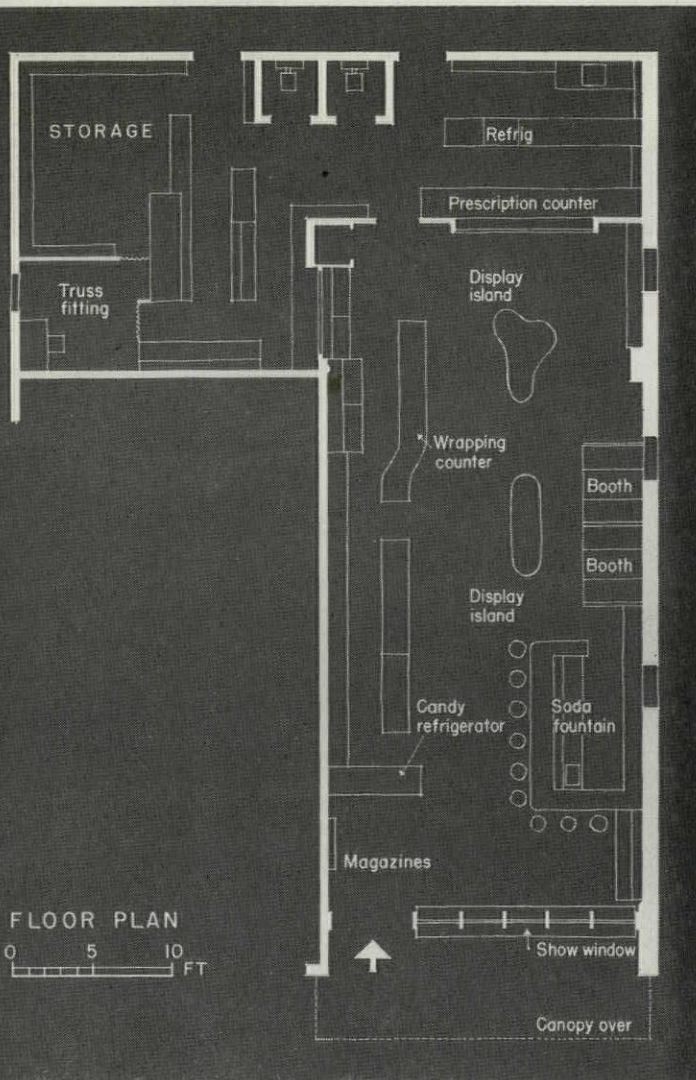 STORAGE
Refrig
Prescription counter
Truss
fitting
Display
island
Wrapping
counter
Booth
Booth
Display
island
Candy
refrigerator
Soda
fountain
Magazines
FLOOR PLAN
0 5 10
FT
Show window
Canopy over